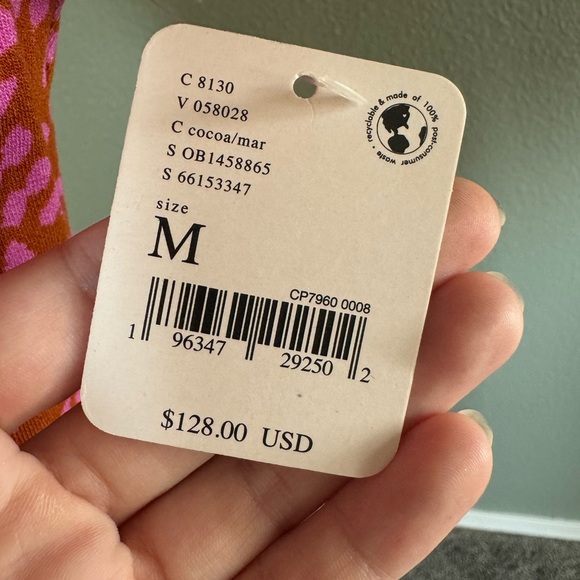 C 8130
V 058028
C cocoa/mar
S OB1458865
S 66153347
recyclable & made of 100% post-consumer waste •
size
M
CP7960 0008
1 96347 29250 2
$128.00 USD